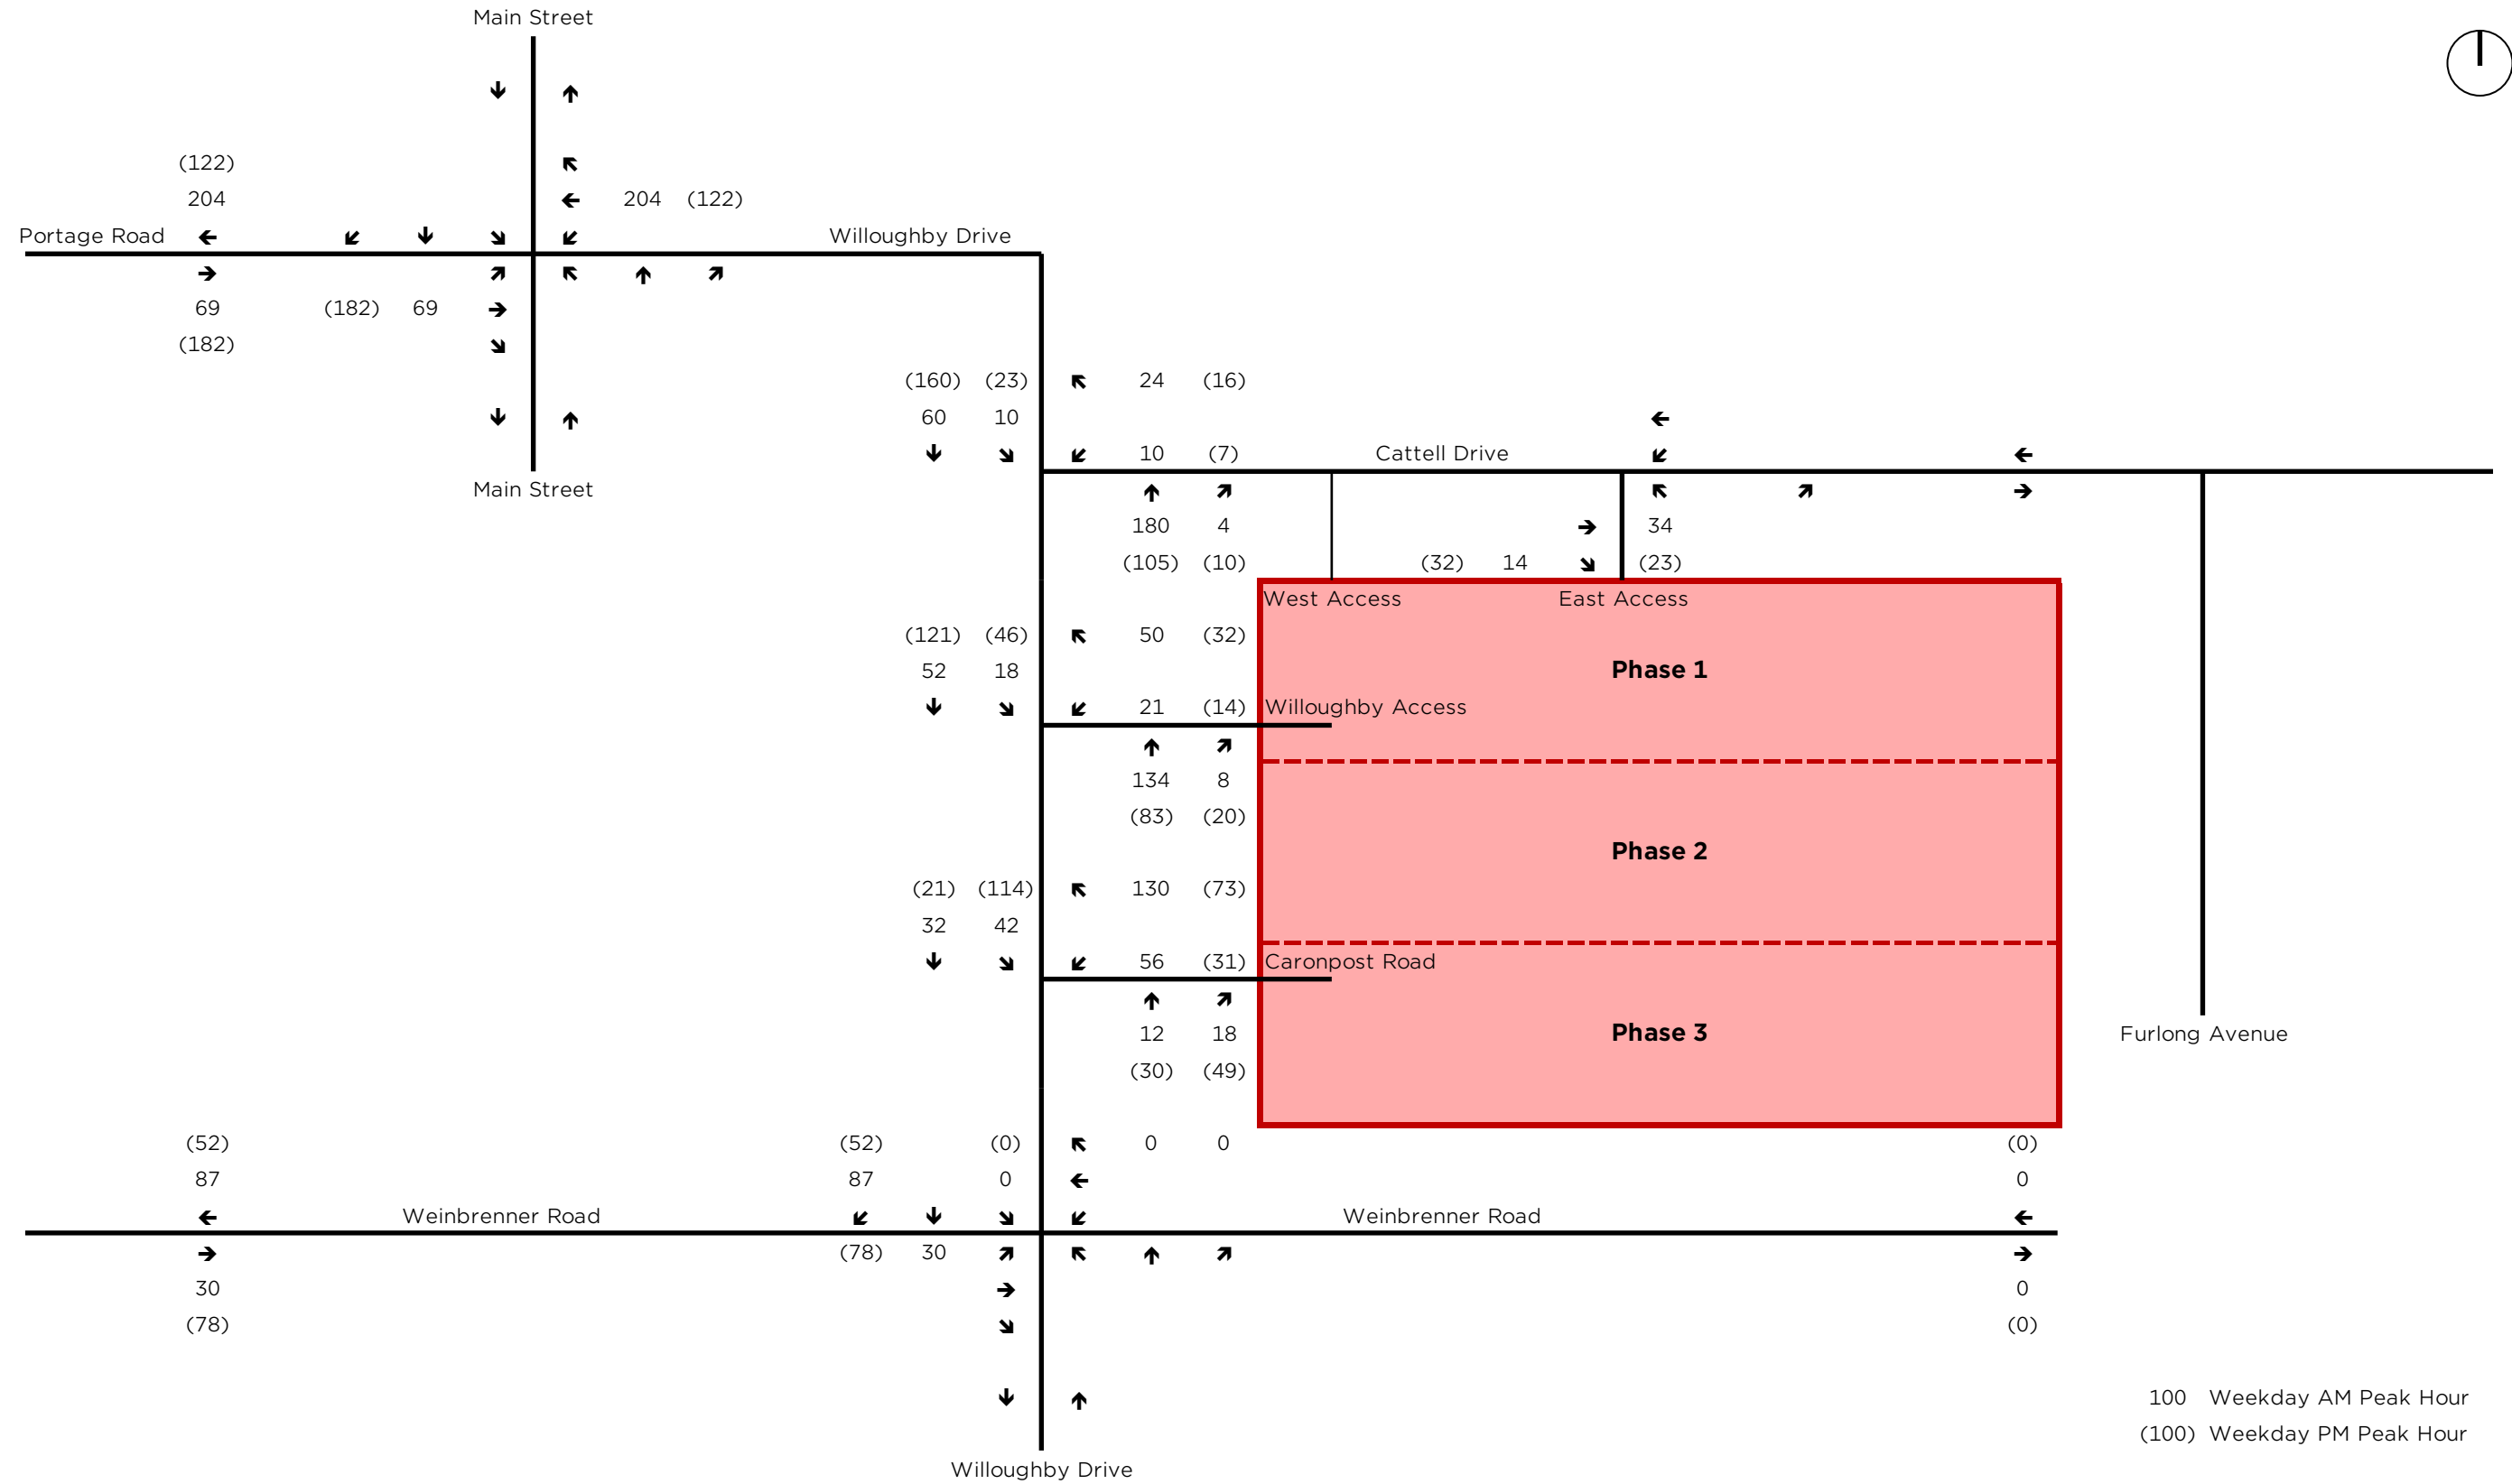 Main Street
(122)
204 204 (122)
Portage Road Willoughby Drive
69 (182) 69
(182)
(160) (23) 24 (16)
60 10
10 (7) Cattell Drive
Main Street
180 4 34
(105) (10) (32) 14 (23)
West Access East Access
(121) (46) 50 (32)
52 18 Phase 1
21 (14) Willoughby Access
134 8
(83) (20)
Phase 2
(21) (114) 130 (73)
32 42
56 (31) Caronpost Road
12 18 Phase 3 Furlong Avenue
(30) (49)
(52) (52) (0) 0 0 (0)
87 87 0 0
Weinbrenner Road Weinbrenner Road
(78) 30
30 0
(78) (0)
100 Weekday AM Peak Hour
(100) Weekday PM Peak Hour
Willoughby Drive